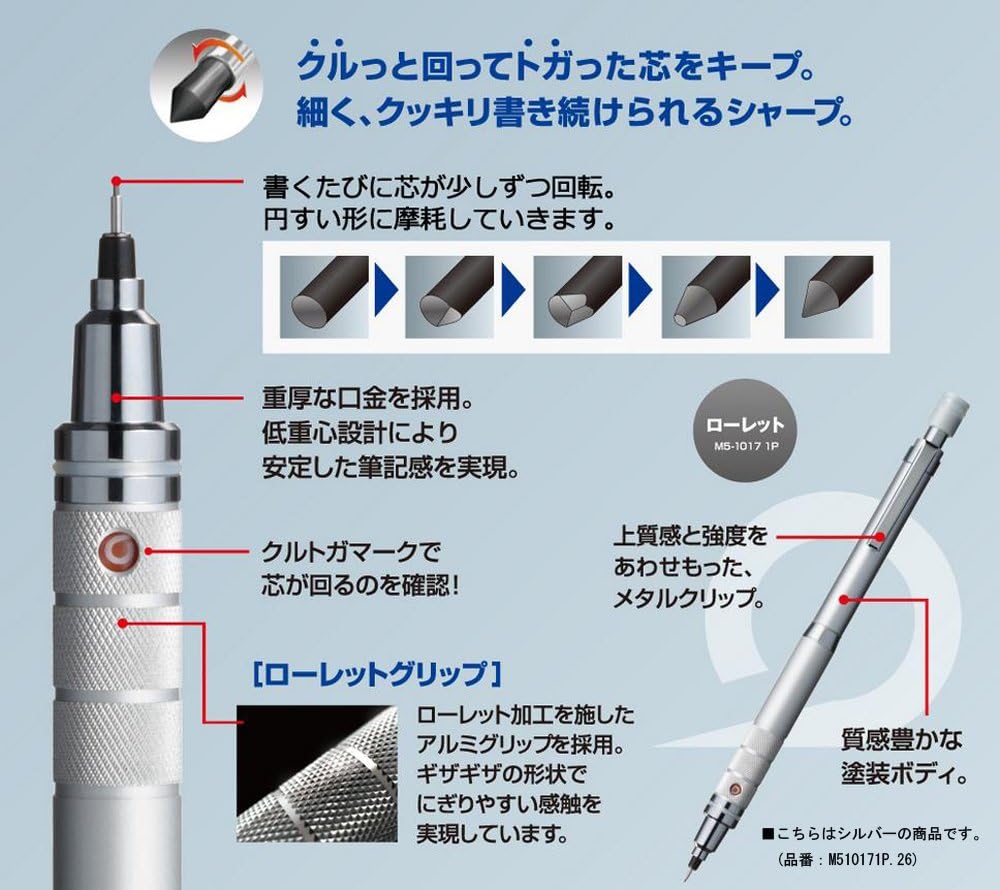 クルっと回ってトガった芯をキープ。
細く、クッキリ書き続けられるシャープ。
書くたびに芯が少しずつ回転。
円すい形に摩耗していきます。
重厚な口金を採用。
低重心設計により
安定した筆記感を実現。
ローレット
M5-1017 1P
クルトガマークで
芯が回るのを確認!
上質感と強度を
あわせもった、
メタルクリップ。
[ローレットグリップ]
ローレット加工を施した
アルミグリップを採用。
ギザギザの形状で
にぎりやすい感触を
実現しています。
質感豊かな
塗装ボディ。
■こちらはシルバーの商品です。
(品番:M510171P.26)